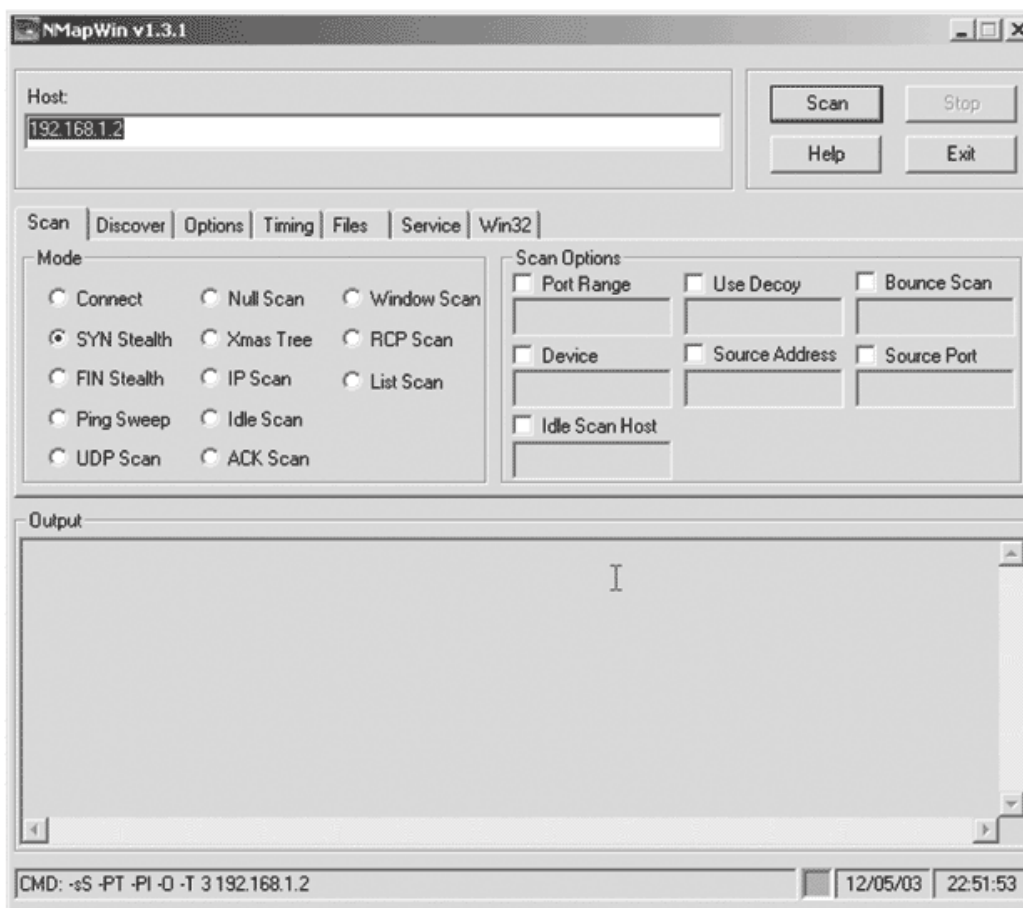 NMapWin v1.3.1
Host:
192.168.1.2
Scan
Stop
Help
Exit
Scan
Discover
Options
Timing
Files
Service
Win32
Mode
Connect
Null Scan
Window Scan
SYN Stealth
Xmas Tree
RCP Scan
FIN Stealth
IP Scan
List Scan
Ping Sweep
Idle Scan
UDP Scan
ACK Scan
Scan Options
Port Range
Use Decoy
Bounce Scan
Device
Source Address
Source Port
Idle Scan Host
Output
CMD: -sS -PT -PI -O -T 3 192.168.1.2
12/05/03
22:51:53